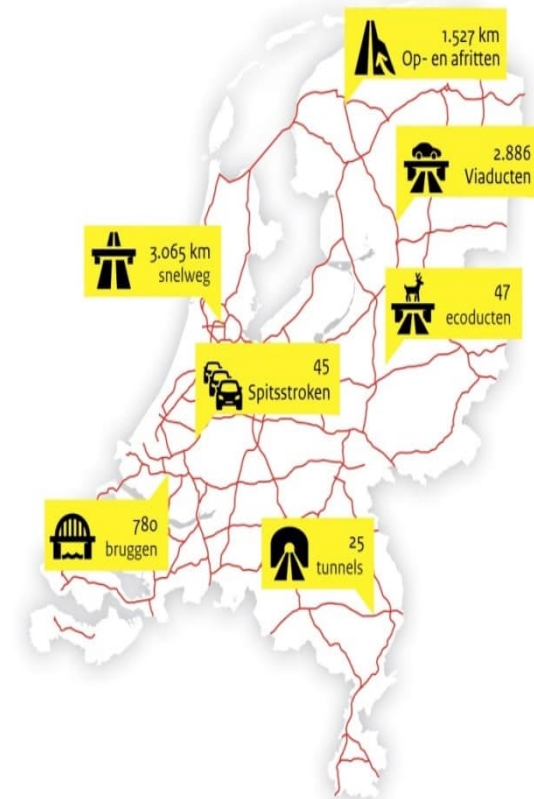 1.527 km
Op- en afritten
2.886
Viaducten
3.065 km
snelweg
47
ecoducten
45
Spitsstroken
780
bruggen
25
tunnels